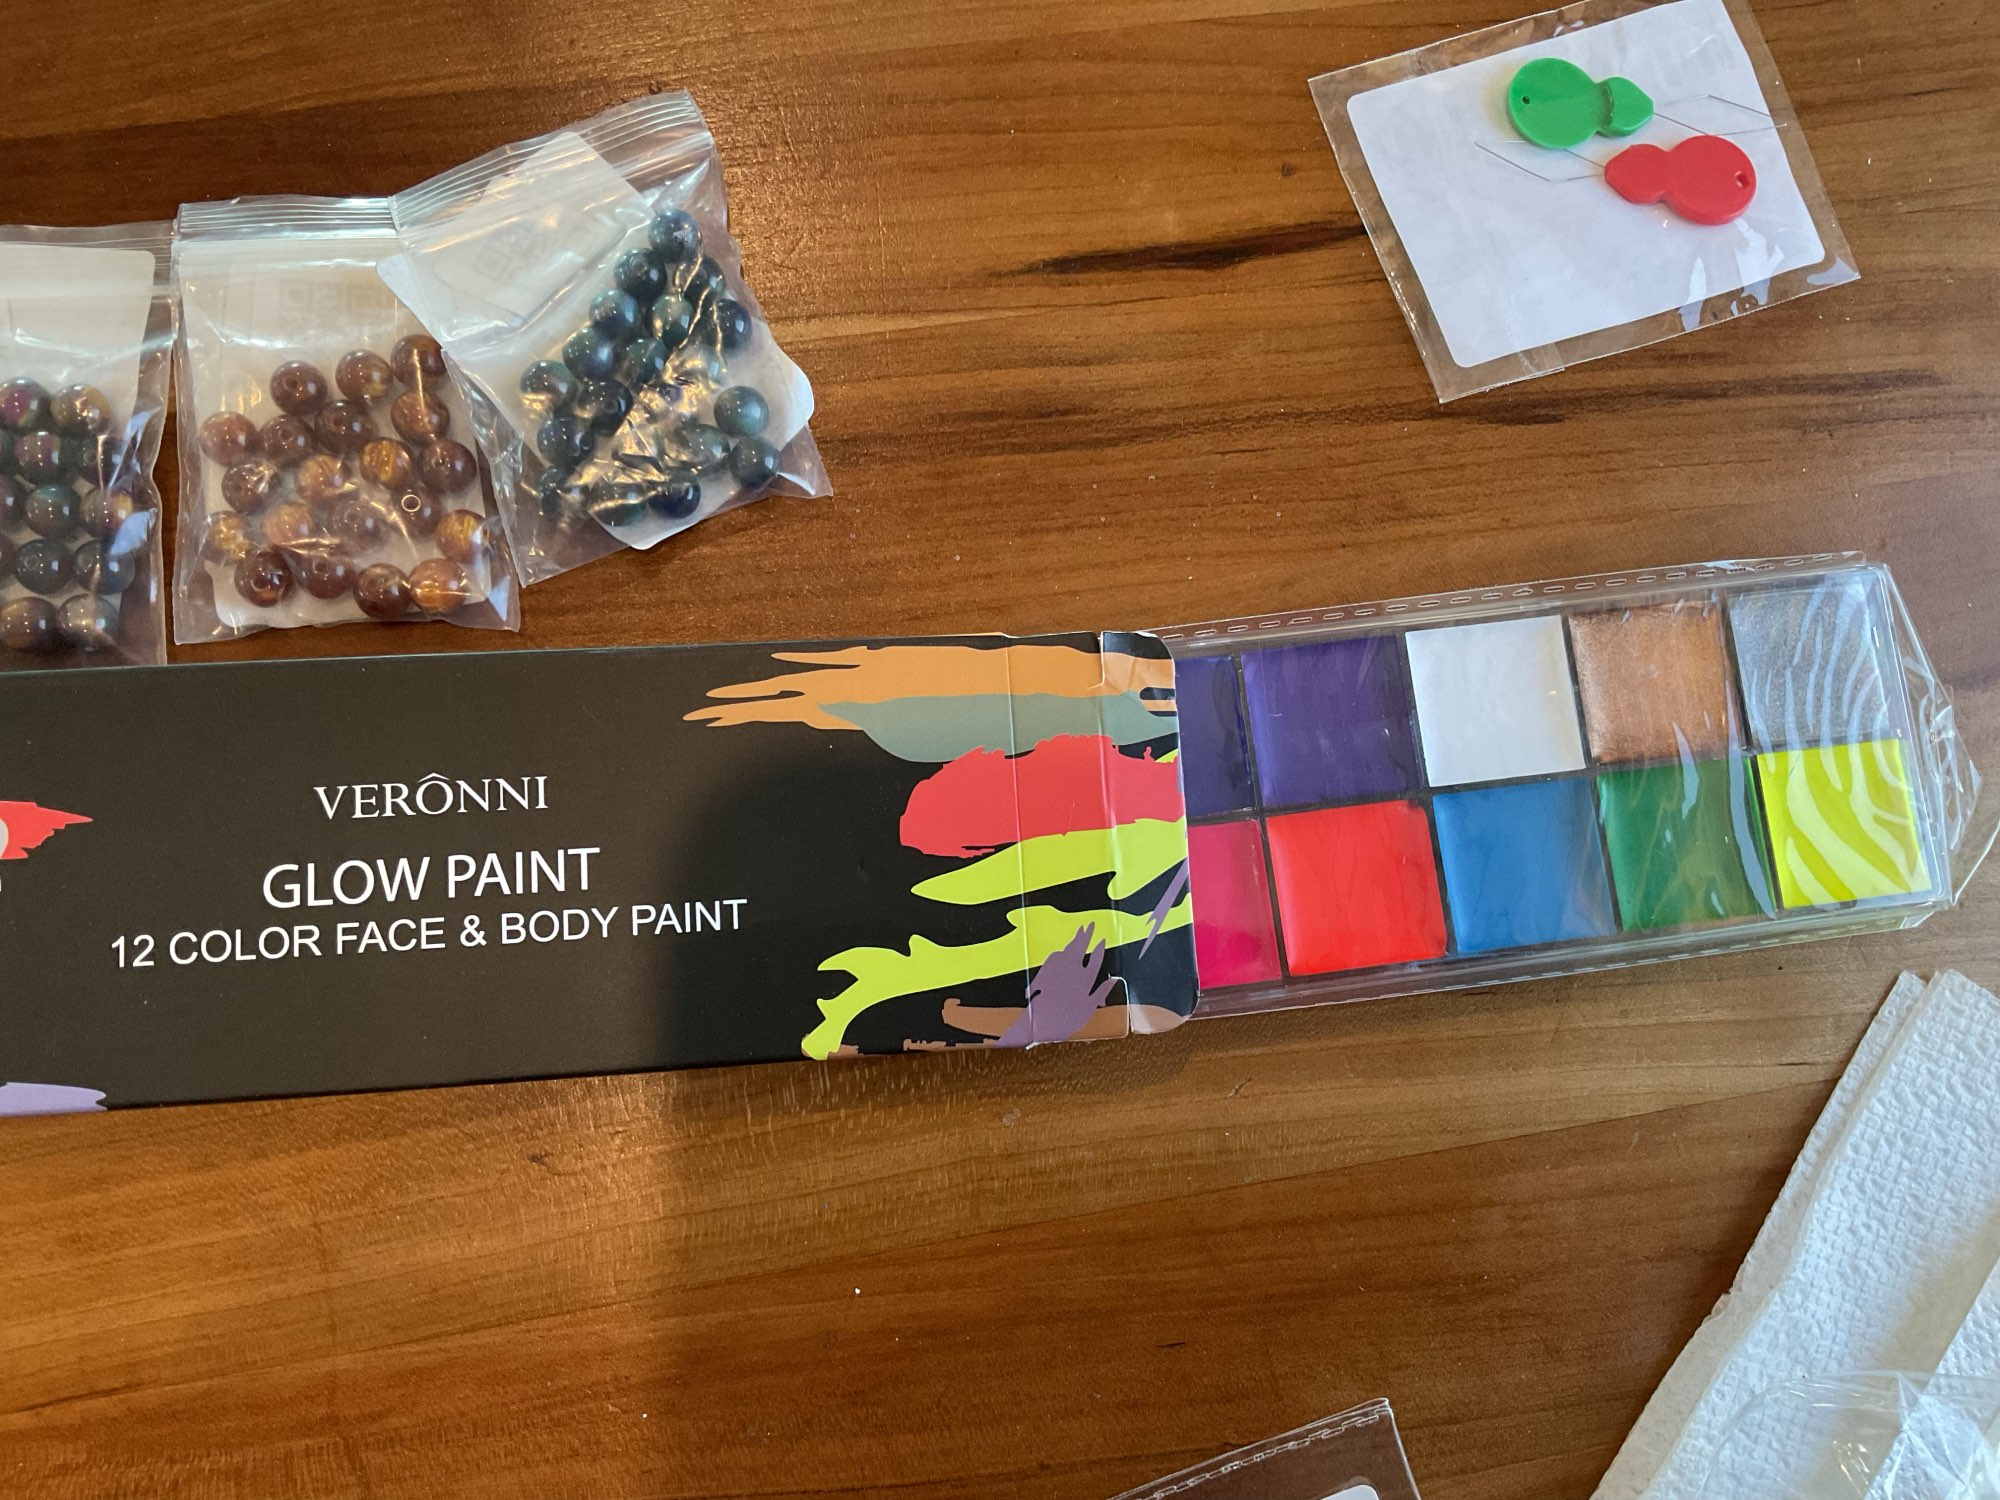 VERÔNNI
GLOW PAINT
12 COLOR FACE & BODY PAINT